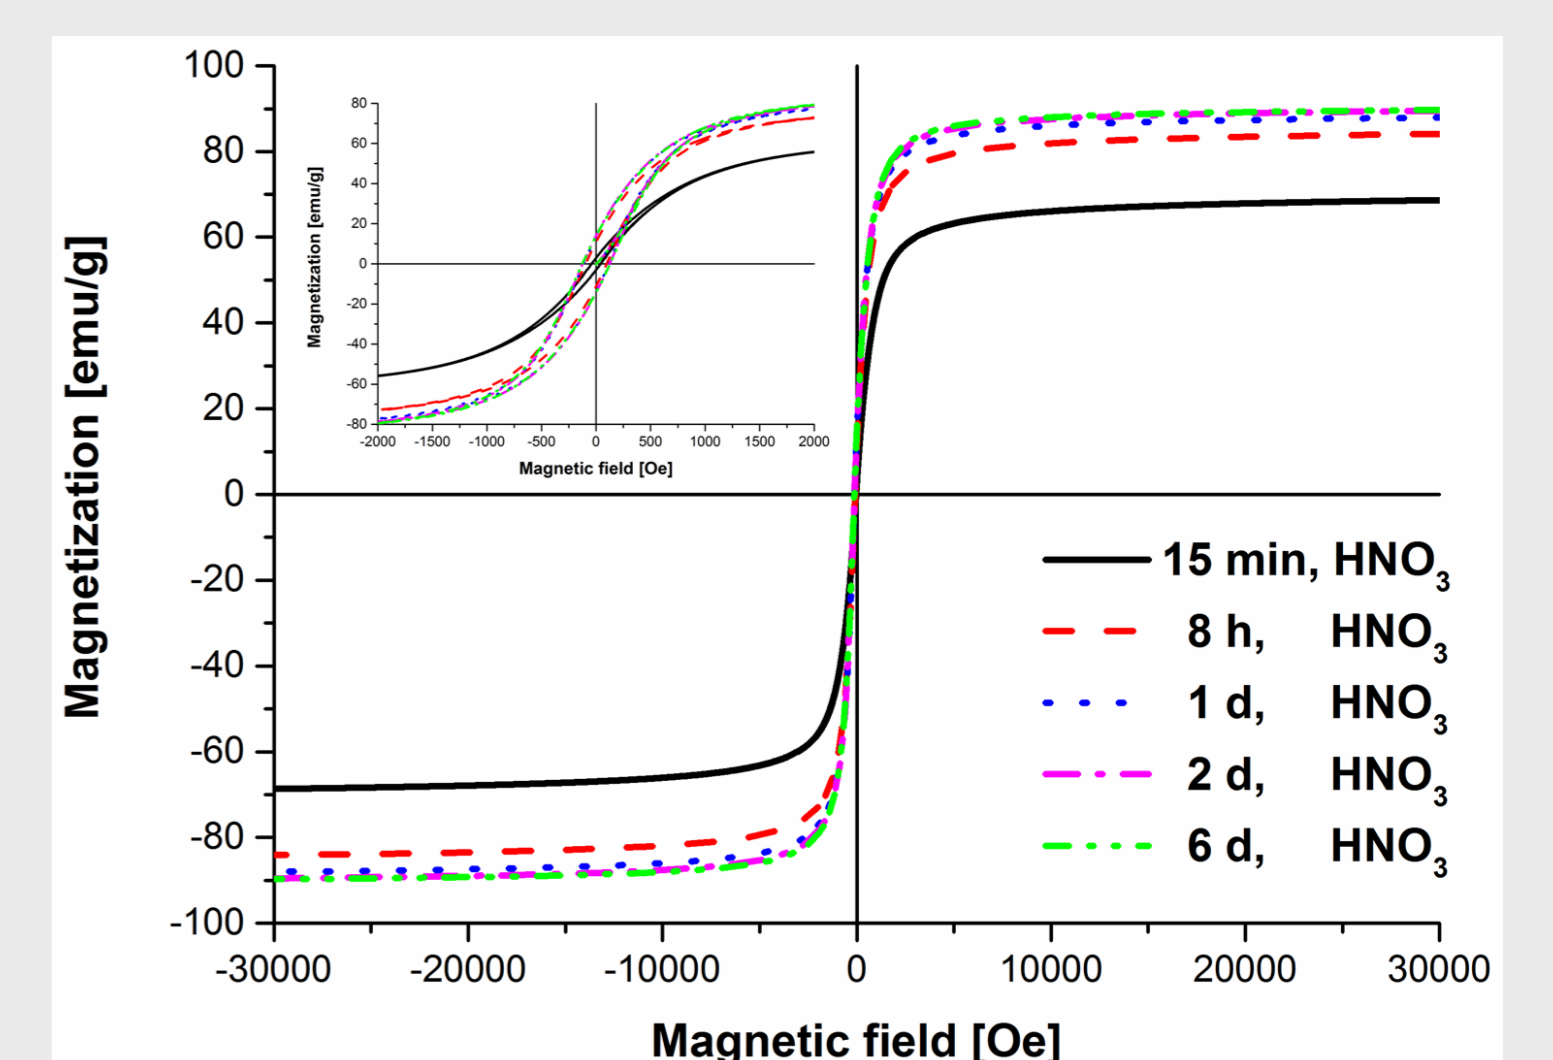 100
80
60
40
20
0
-20
-40
-60
-80
-100
Magnetization [emu/g]
-30000 -20000 -10000 0 10000 20000 30000
Magnetic field [Oe]
80
60
40
20
0
-20
-40
-60
-80
Magnetization [emu/g]
-2000 -1500 -1000 -500 0 500 1000 1500 2000
Magnetic field [Oe]
15 min, HNO3
8 h, HNO3
1 d, HNO3
2 d, HNO3
6 d, HNO3